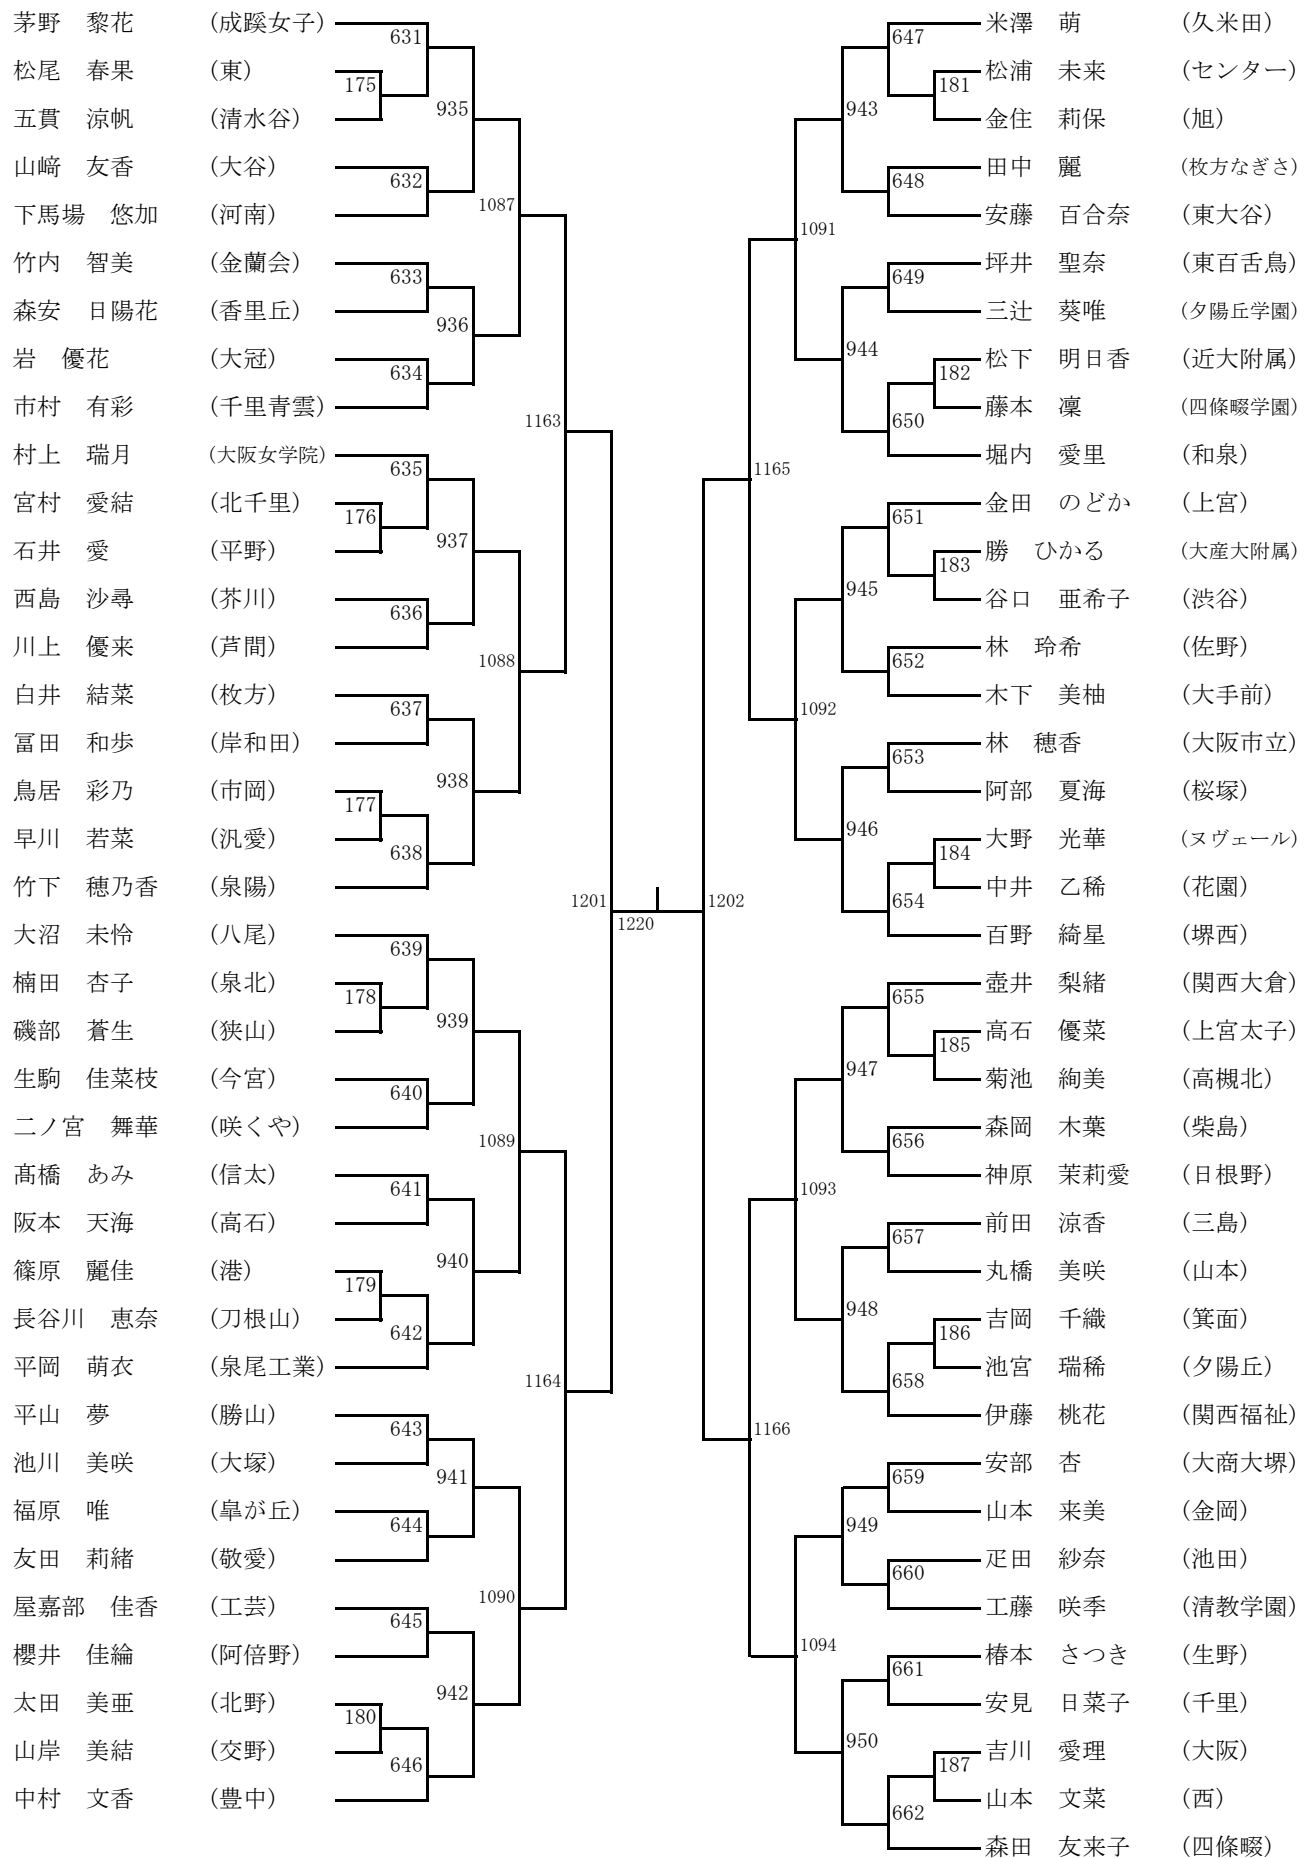 茅野　黎花　(成蹊女子)
631
松尾　春果　(東)
175
五貫　涼帆　(清水谷)
935
山﨑　友香　(大谷)
632
下馬場　悠加　(河南)
1087
竹内　智美　(金蘭会)
633
森安　日陽花　(香里丘)
936
岩　優花　(大冠)
634
市村　有彩　(千里青雲)
1163
村上　瑞月　(大阪女学院)
635
宮村　愛結　(北千里)
176
石井　愛　(平野)
937
西島　沙尋　(芥川)
636
川上　優来　(芦間)
1088
白井　結菜　(枚方)
637
冨田　和歩　(岸和田)
938
鳥居　彩乃　(市岡)
177
早川　若菜　(汎愛)
638
竹下　穂乃香　(泉陽)
1201
1220
大沼　未怜　(八尾)
639
楠田　杏子　(泉北)
178
磯部　蒼生　(狭山)
939
生駒　佳菜枝　(今宮)
640
二ノ宮　舞華　(咲くや)
1089
髙橋　あみ　(信太)
641
阪本　天海　(高石)
940
篠原　麗佳　(港)
179
長谷川　恵奈　(刀根山)
642
平岡　萌衣　(泉尾工業)
1164
平山　夢　(勝山)
643
池川　美咲　(大塚)
941
福原　唯　(皐が丘)
644
友田　莉緒　(敬愛)
1090
屋嘉部　佳香　(工芸)
645
櫻井　佳綸　(阿倍野)
942
太田　美亜　(北野)
180
山岸　美結　(交野)
646
中村　文香　(豊中)
米澤　萌　(久米田)
647
松浦　未来　(センター)
181
金住　莉保　(旭)
943
田中　麗　(枚方なぎさ)
648
安藤　百合奈　(東大谷)
1091
坪井　聖奈　(東百舌鳥)
649
三辻　葵唯　(夕陽丘学園)
944
松下　明日香　(近大附属)
182
藤本　凜　(四條畷学園)
650
堀内　愛里　(和泉)
1165
金田　のどか　(上宮)
651
勝　ひかる　(大産大附属)
183
谷口　亜希子　(渋谷)
945
林　玲希　(佐野)
652
木下　美柚　(大手前)
1092
林　穂香　(大阪市立)
653
阿部　夏海　(桜塚)
946
大野　光華　(ヌヴェール)
184
中井　乙稀　(花園)
654
1202
百野　綺星　(堺西)
壺井　梨緒　(関西大倉)
655
高石　優菜　(上宮太子)
185
菊池　絢美　(高槻北)
947
森岡　木葉　(柴島)
656
神原　茉莉愛　(日根野)
1093
前田　涼香　(三島)
657
丸橋　美咲　(山本)
948
吉岡　千織　(箕面)
186
池宮　瑞稀　(夕陽丘)
658
伊藤　桃花　(関西福祉)
1166
安部　杏　(大商大堺)
659
山本　来美　(金岡)
949
疋田　紗奈　(池田)
660
工藤　咲季　(清教学園)
1094
椿本　さつき　(生野)
661
安見　日菜子　(千里)
950
吉川　愛理　(大阪)
187
山本　文菜　(西)
662
森田　友来子　(四條畷)